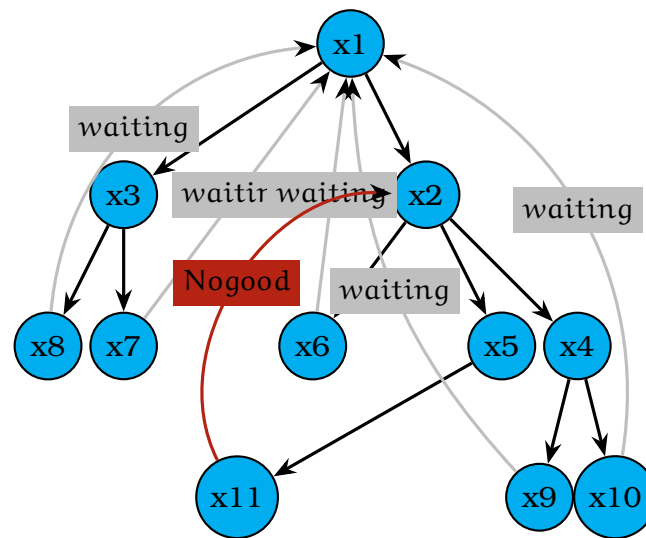 x1
waiting
x3
waitir waiting
x2
waiting
Nogood
waiting
x8
x7
x6
x5
x4
x11
x9
x10